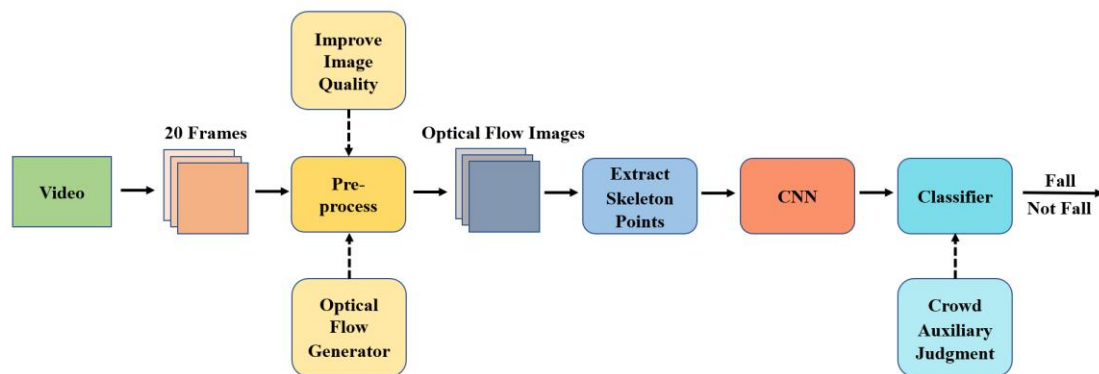 Improve
Image
Quality
20 Frames
Optical Flow Images
Video
Pre-
process
Extract
Skeleton
Points
CNN
Classifier
Fall
Not Fall
Optical
Flow
Generator
Crowd
Auxiliary
Judgment